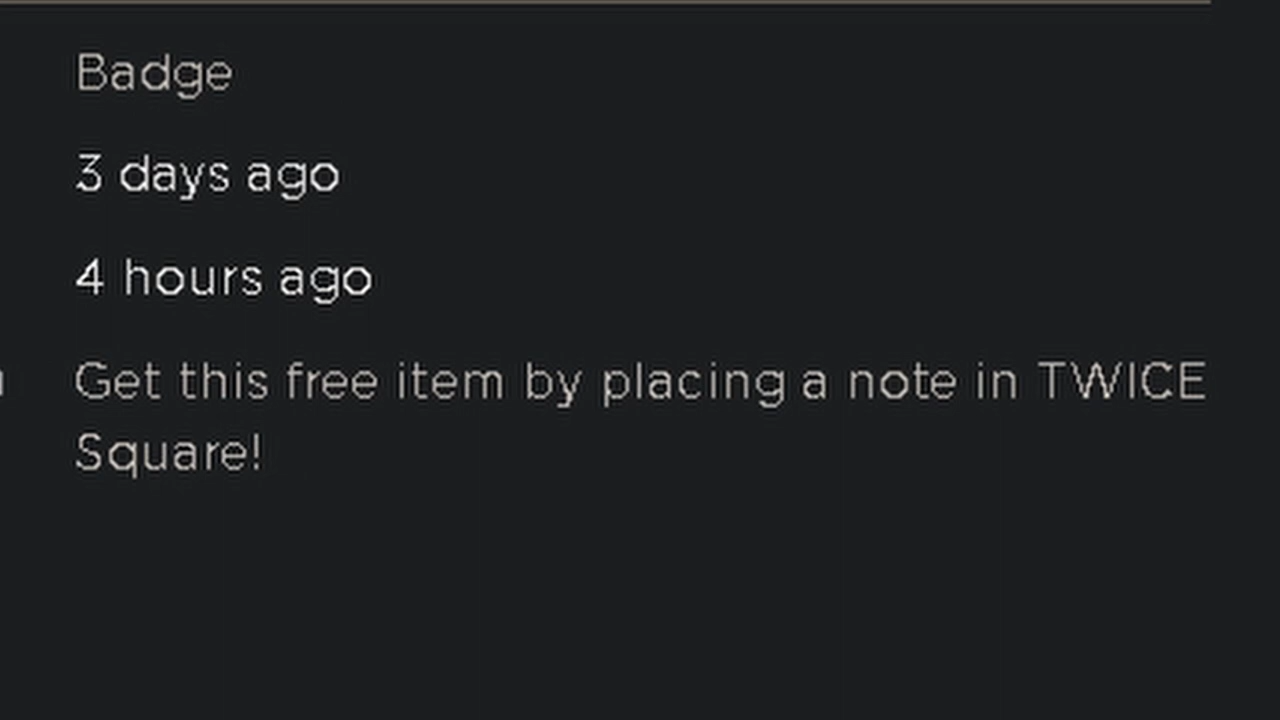 Badge
3 days ago
4 hours ago
Get this free item by placing a note in TWICE
Square!